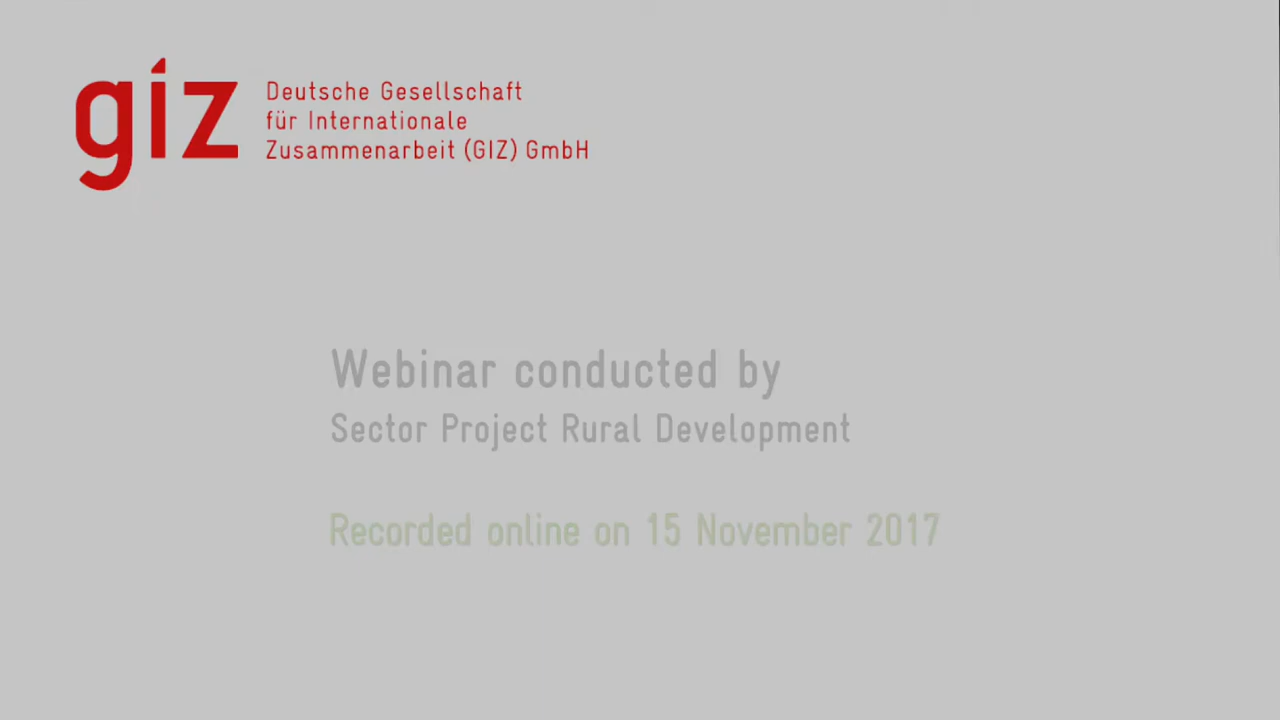 giz
Deutsche Gesellschaft
für Internationale
Zusammenarbeit (GIZ) GmbH
Webinar conducted by
Sector Project Rural Development
Recorded online on 15 November 2017